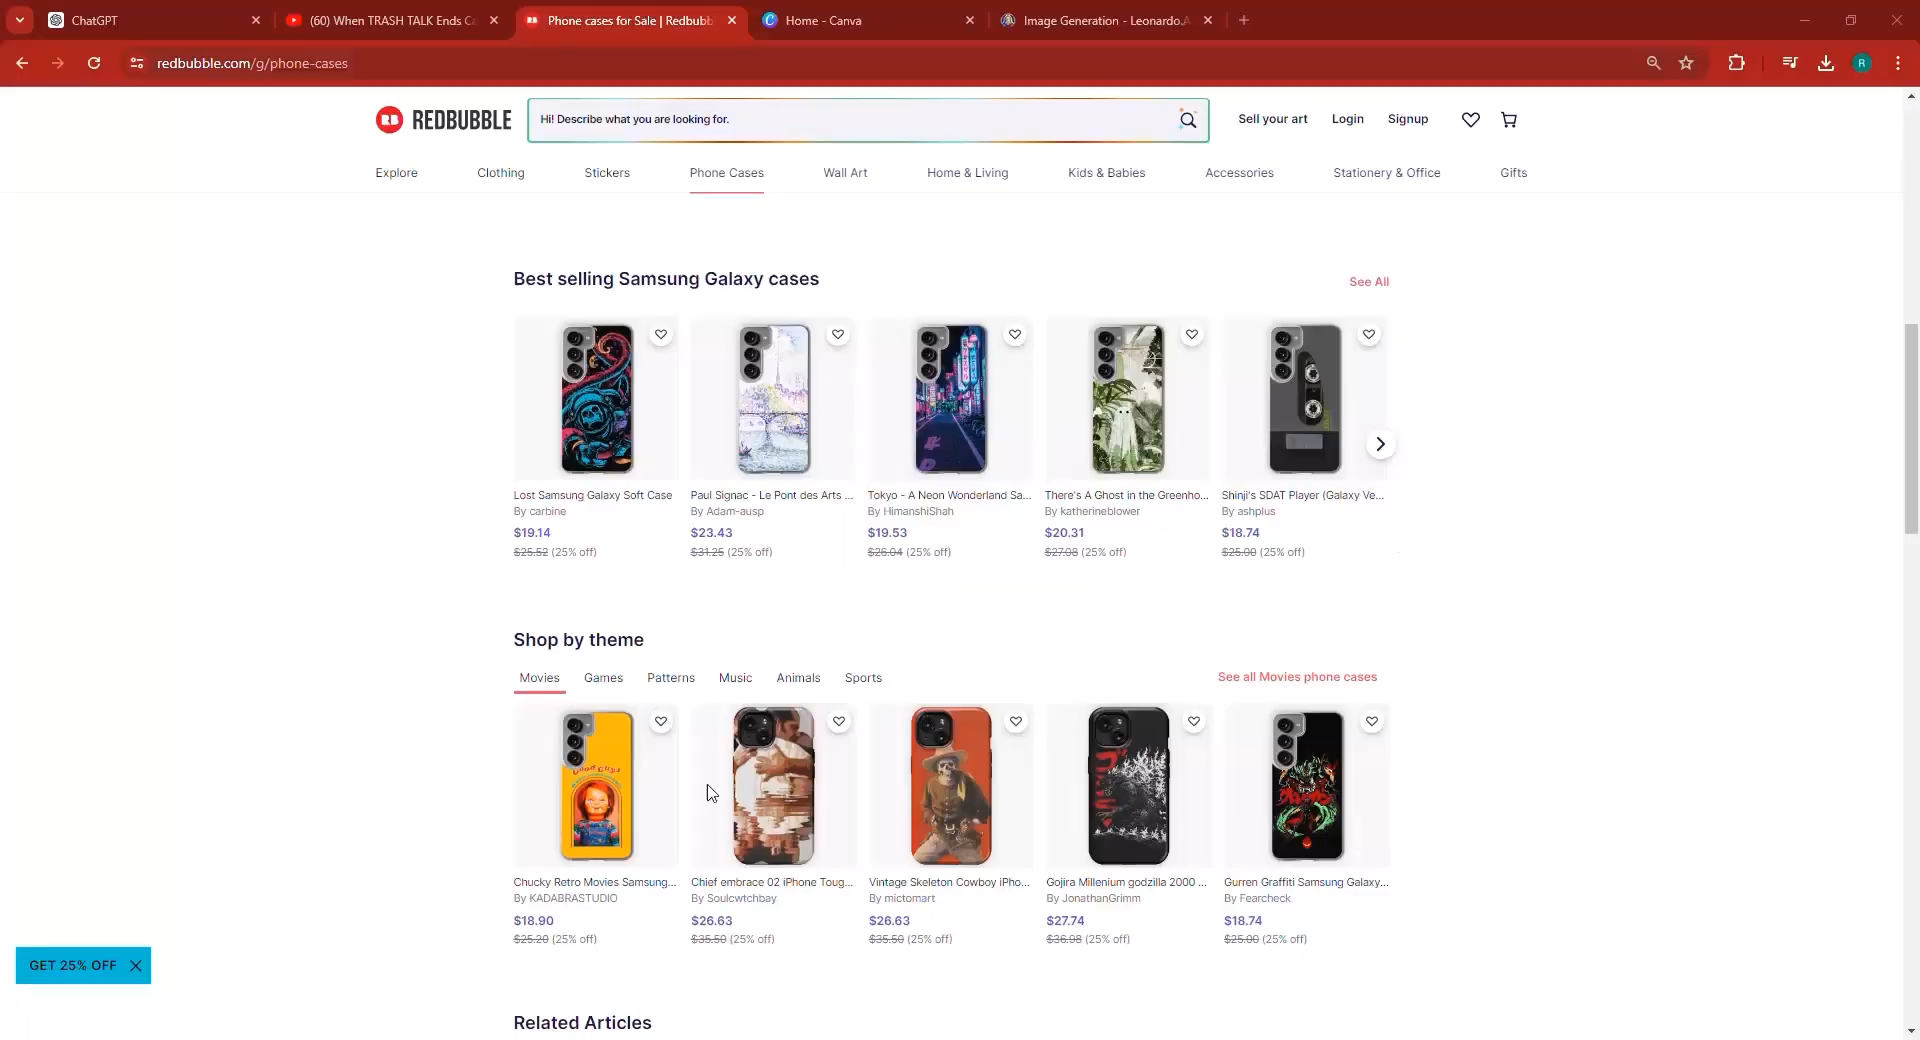 ChatGPT
(60) When TRASH TALK Ends Ca
Phone cases for Sale | Redbubb
Home - Canva
Image Generation - Leonardo.A
redbubble.com/g/phone-cases
R
RB REDBUBBLE
Hi! Describe what you are looking for.
Sell your art
Login
Signup
Explore
Clothing
Stickers
Phone Cases
Wall Art
Home & Living
Kids & Babies
Accessories
Stationery & Office
Gifts
Best selling Samsung Galaxy cases
See All
Lost Samsung Galaxy Soft Case
By carbine
$19.14
$25.52 (25% off)
Paul Signac - Le Pont des Arts ...
By Adam-ausp
$23.43
$31.25 (25% off)
Tokyo - A Neon Wonderland Sa...
By HimanshiShah
$19.53
$26.04 (25% off)
There's A Ghost in the Greenho...
By katherineblower
$20.31
$27.08 (25% off)
Shinji's SDAT Player (Galaxy Ve...
By ashplus
$18.74
$25.00 (25% off)
Shop by theme
Movies
Games
Patterns
Music
Animals
Sports
See all Movies phone cases
Good Guys
Chucky Retro Movies Samsung...
By KADABRASTUDIO
$18.90
$25.20 (25% off)
Chief embrace 02 iPhone Toug...
By Soulcwtchbay
$26.63
$35.50 (25% off)
Vintage Skeleton Cowboy iPho...
By mictomart
$26.63
$35.50 (25% off)
Gojira Millenium godzilla 2000 ...
By JonathanGrimm
$27.74
$36.98 (25% off)
Gurren Graffiti Samsung Galaxy...
By Fearcheck
$18.74
$25.00 (25% off)
GET 25% OFF
Related Articles